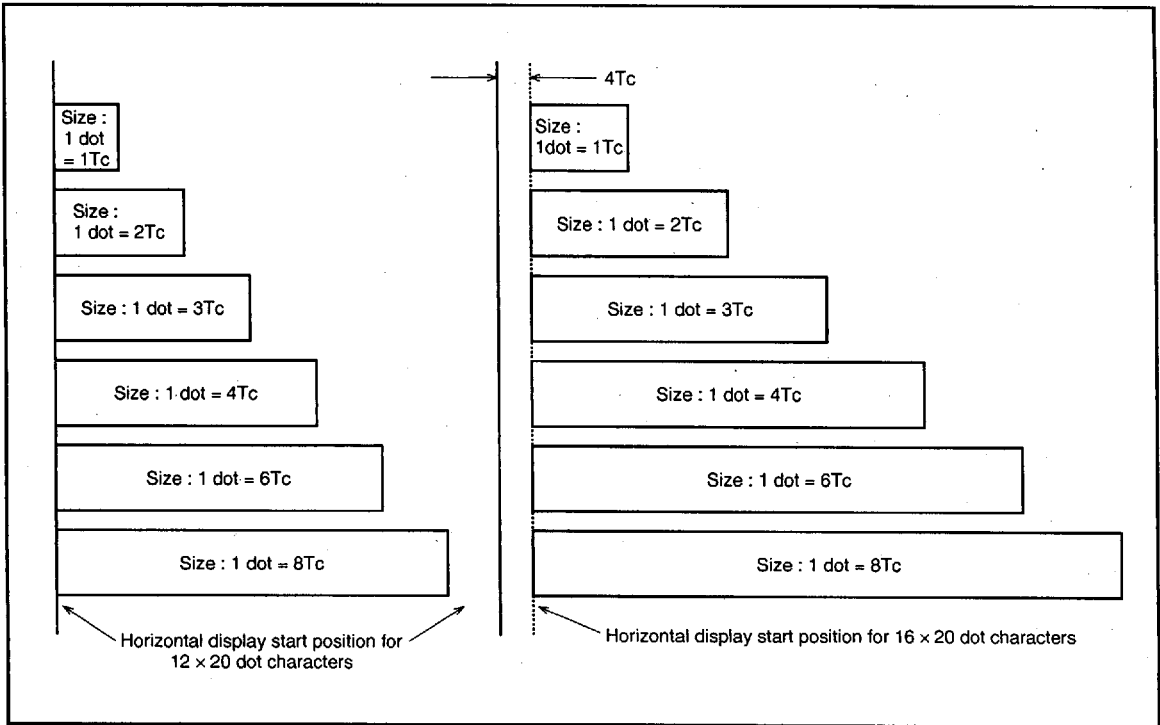 4Tc
Size :
1 dot
= 1Tc
Size :
1 dot = 2Tc
Size : 1 dot = 3Tc
Size : 1 dot = 4Tc
Size : 1 dot = 6Tc
Size : 1 dot = 8Tc
Horizontal display start position for
12 × 20 dot characters
Size :
1dot = 1Tc
Size : 1 dot = 2Tc
Size : 1 dot = 3Tc
Size : 1 dot = 4Tc
Size : 1 dot = 6Tc
Size : 1 dot = 8Tc
Horizontal display start position for 16 × 20 dot characters